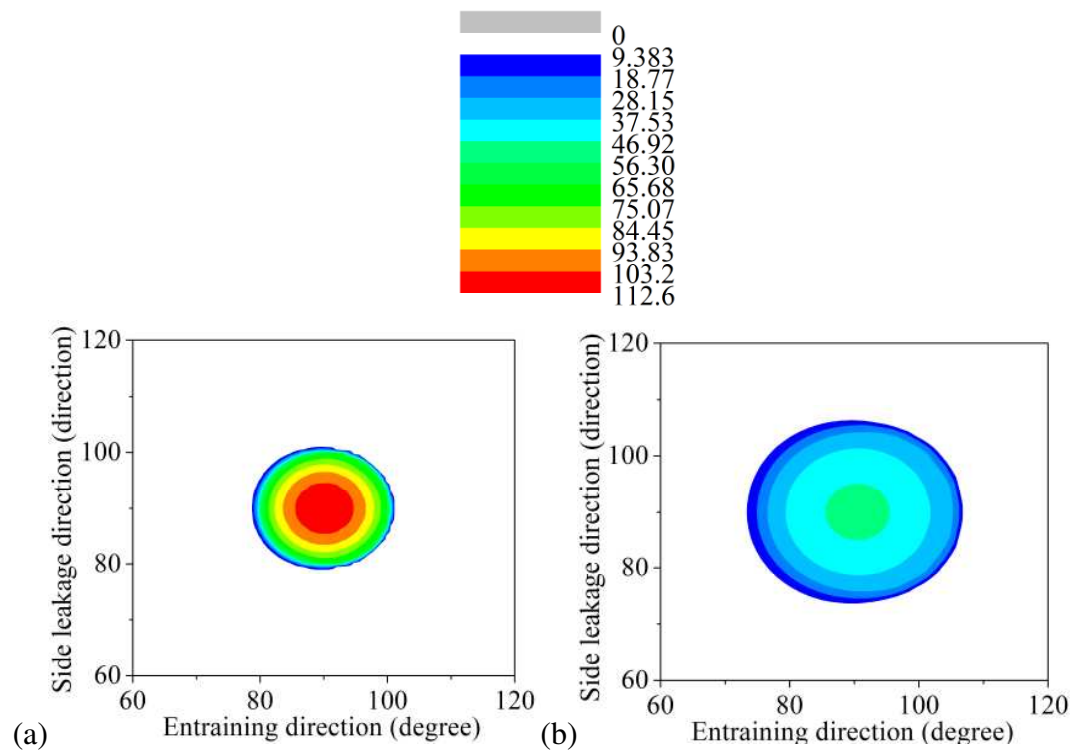 0
9.383
18.77
28.15
37.53
46.92
56.30
65.68
75.07
84.45
93.83
103.2
112.6
Side leakage direction (direction)
120
100
80
60
60 80 100 120
Entraining direction (degree)
(a)
Side leakage direction (direction)
120
100
80
60
60 80 100 120
Entraining direction (degree)
(b)